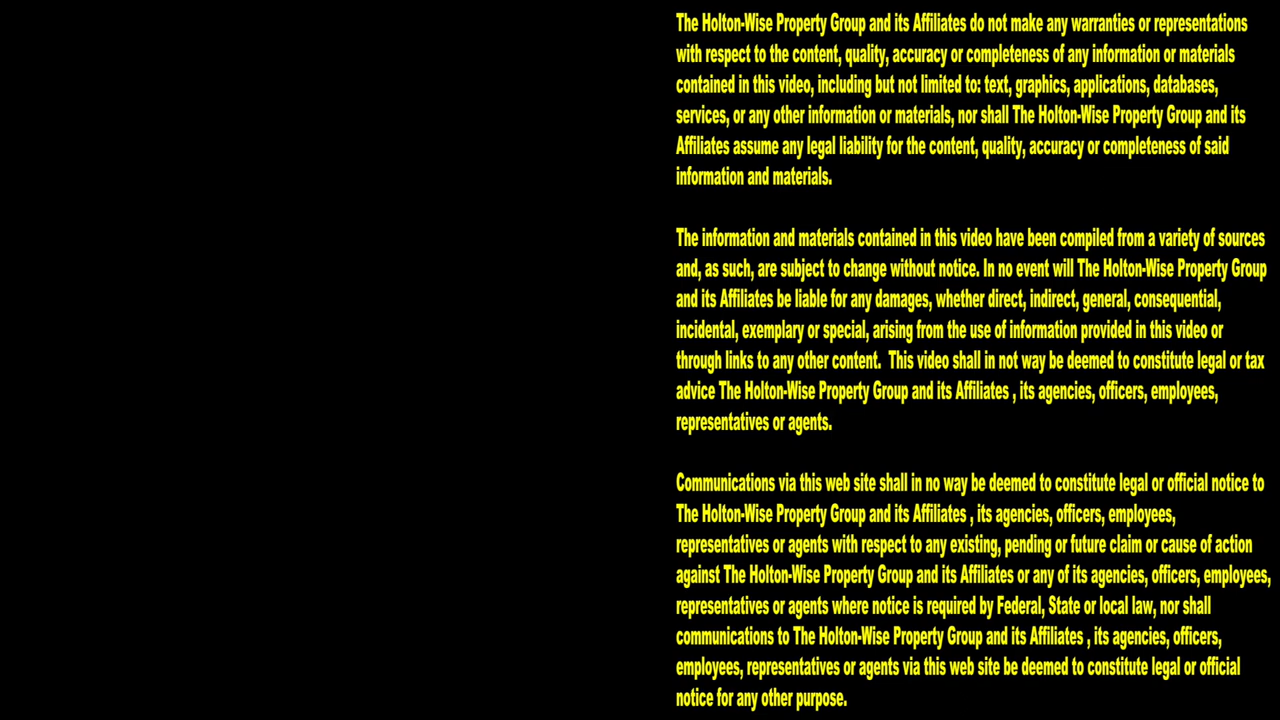 The Holton-Wise Property Group and its Affiliates do not make any warranties or representations
with respect to the content, quality, accuracy or completeness of any information or materials
contained in this video, including but not limited to: text, graphics, applications, databases,
services, or any other information or materials, nor shall The Holton-Wise Property Group and its
Affiliates assume any legal liability for the content, quality, accuracy or completeness of said
information and materials.
The information and materials contained in this video have been compiled from a variety of sources
and, as such, are subject to change without notice. In no event will The Holton-Wise Property Group
and its Affiliates be liable for any damages, whether direct, indirect, general, consequential,
incidental, exemplary or special, arising from the use of information provided in this video or
through links to any other content.  This video shall in not way be deemed to constitute legal or tax
advice The Holton-Wise Property Group and its Affiliates , its agencies, officers, employees,
representatives or agents.
Communications via this web site shall in no way be deemed to constitute legal or official notice to
The Holton-Wise Property Group and its Affiliates , its agencies, officers, employees,
representatives or agents with respect to any existing, pending or future claim or cause of action
against The Holton-Wise Property Group and its Affiliates or any of its agencies, officers, employees,
representatives or agents where notice is required by Federal, State or local law, nor shall
communications to The Holton-Wise Property Group and its Affiliates , its agencies, officers,
employees, representatives or agents via this web site be deemed to constitute legal or official
notice for any other purpose.